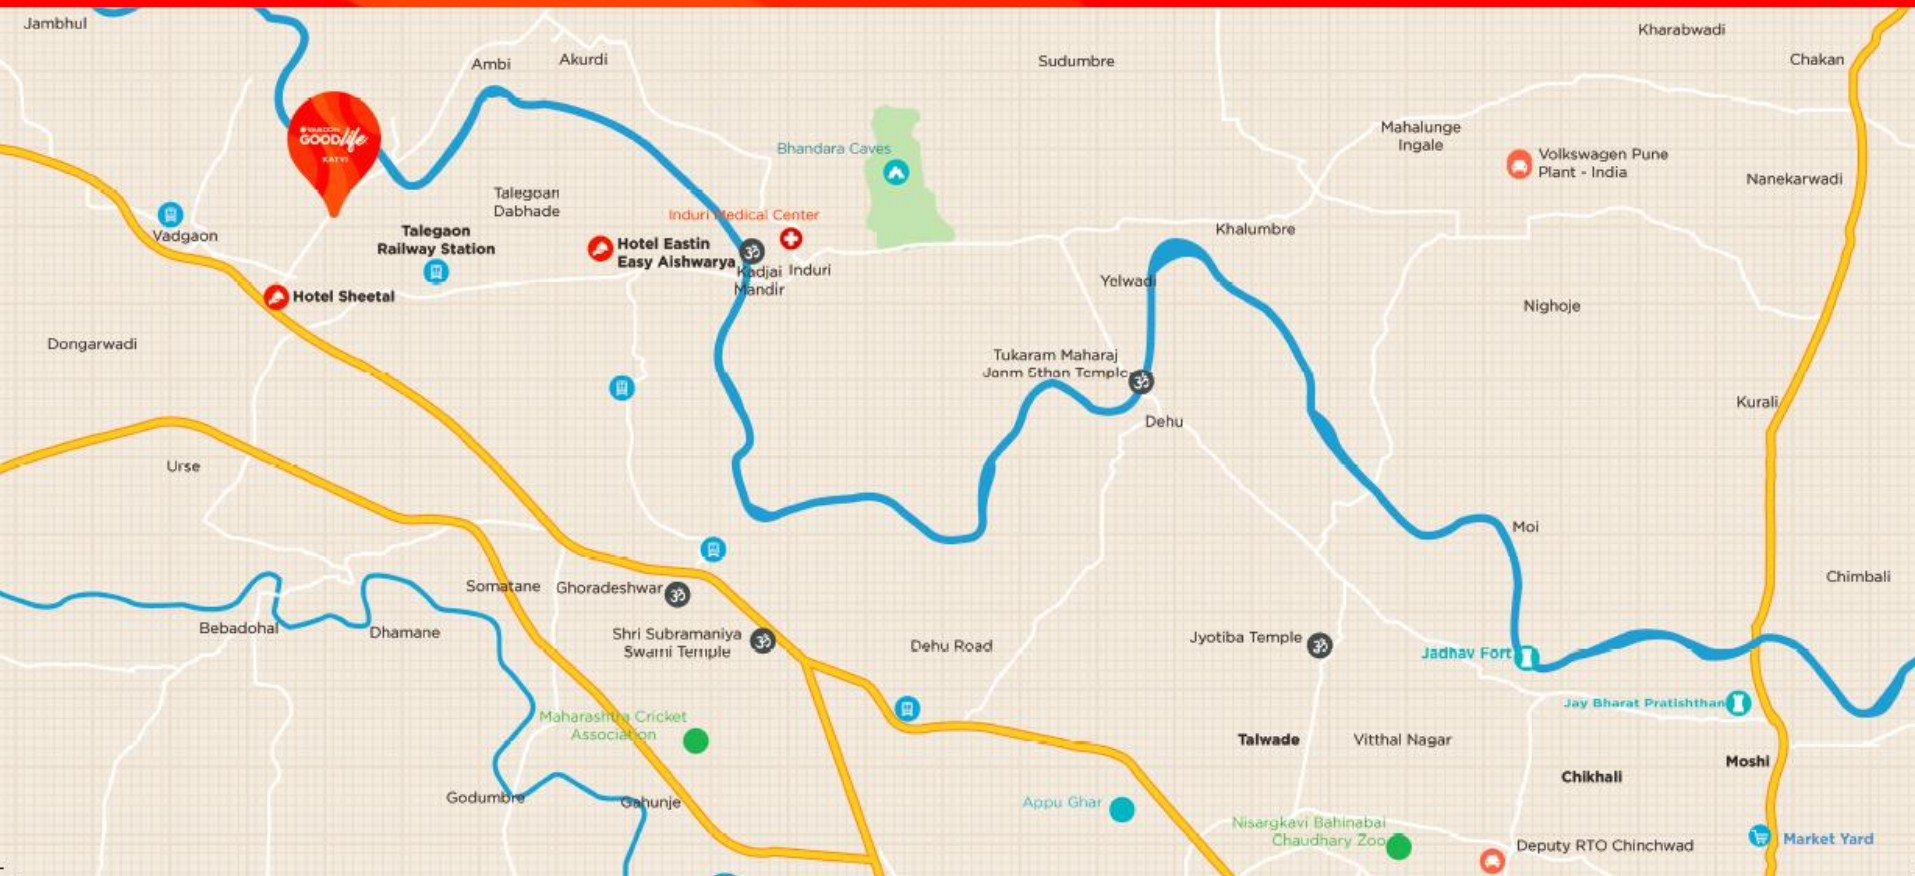 Jambhul
Kharabwadi
Ambi
Akurdi
Sudumbre
Chakan
GOODlife
KATVI
Mahalunge
Ingale
Bhandara Caves
Volkswagen Pune
Plant - India
Nanekarwadi
Talegoan
Dabhade
Induri Medical Center
Vadgaon
Talegaon
Railway Station
Hotel Eastin
Easy Aishwarya
Khalumbre
Kadjai
Mandir
Induri
Yelwadi
Hotel Sheetal
Nighoje
Dongarwadi
Tukaram Maharaj
Janm Sthan Temple
Kurali
Dehu
Urse
Moi
Chimbali
Somatane
Ghoradeshwar
Bebadohal
Dhamane
Shri Subramaniya
Swami Temple
Dehu Road
Jyotiba Temple
Jadhav Fort
Jay Bharat Pratishthan
Maharashtra Cricket
Association
Talwade
Vitthal Nagar
Moshi
Chikhali
Godumbre
Gahunje
Appu Ghar
Nisargkavi Bahinabai
Chaudhary Zoo
Deputy RTO Chinchwad
Market Yard